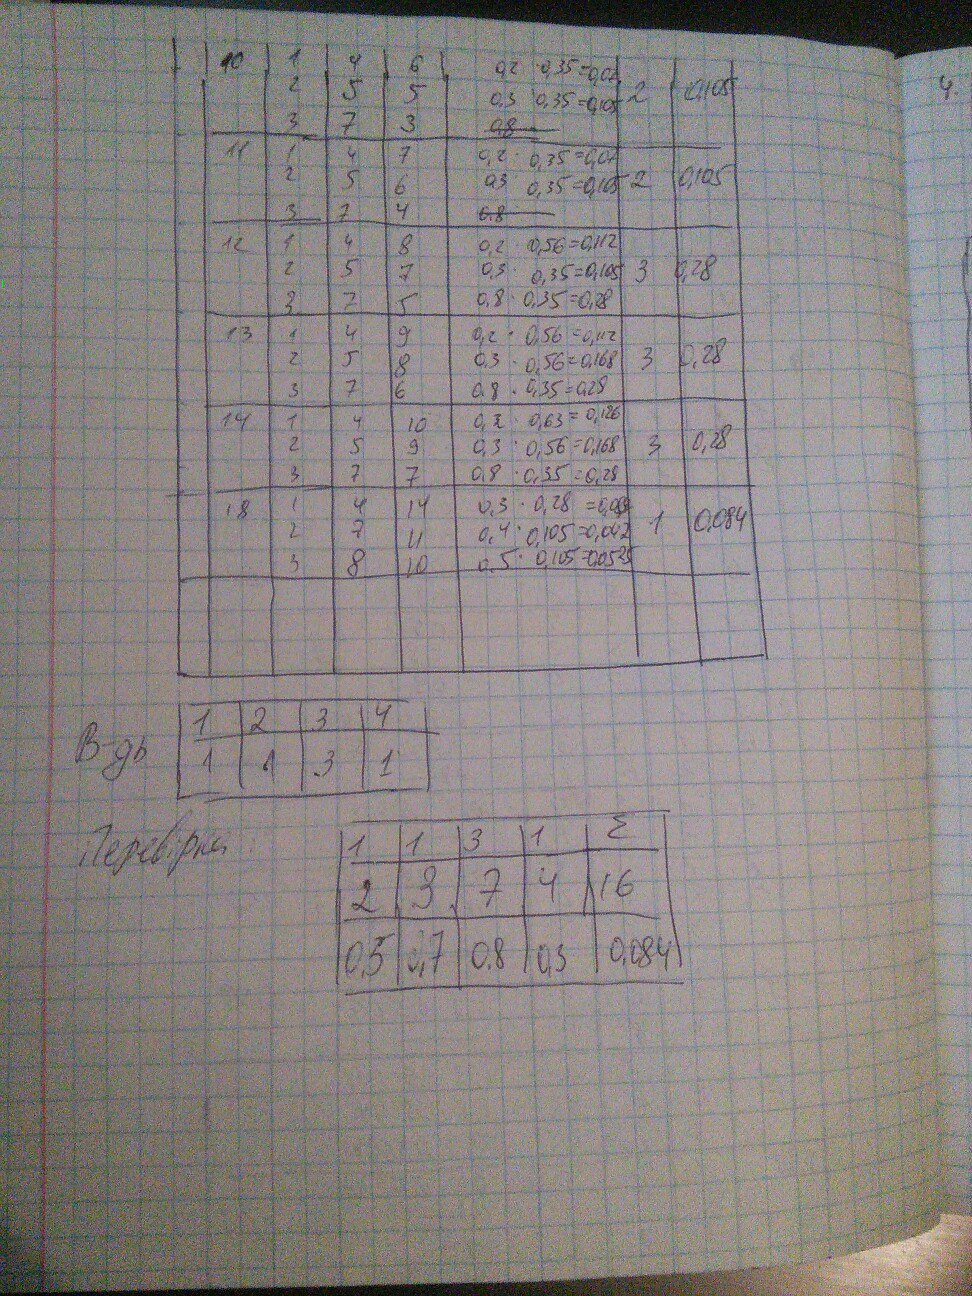 10 1 4 6 0,2 · 0,35=0,07
2 5 5 0,3 0,35=0,105 2 0,105
3 7 3 0,8
11 1 4 7 0,2 · 0,35=0,07
2 5 6 0,3 0,35=0,105 2 0,105
3 7 4 0,8
12 1 4 8 0,2 · 0,56=0,112
2 5 7 0,3 · 0,35=0,105 3 0,28
3 7 5 0,8 · 0,35=0,28
13 1 4 9 0,2 · 0,56=0,112
2 5 8 0,3 · 0,56=0,168 3 0,28
3 7 6 0,8 · 0,35=0,28
14 1 4 10 0,2 · 0,63=0,126
2 5 9 0,3 · 0,56=0,168 3 0,28
3 7 7 0,8 · 0,35=0,28
18 1 4 14 0,3 · 0,28=0,084
2 7 11 0,4 · 0,105=0,042 1 0,084
3 8 10 0,5 · 0,105=0,0525
1 2 3 4
В-дь 1 1 3 1
Перевірка 1 1 3 1 Σ
2 3 7 4 16
0,5 0,7 0.8 0,3 0,084
4.